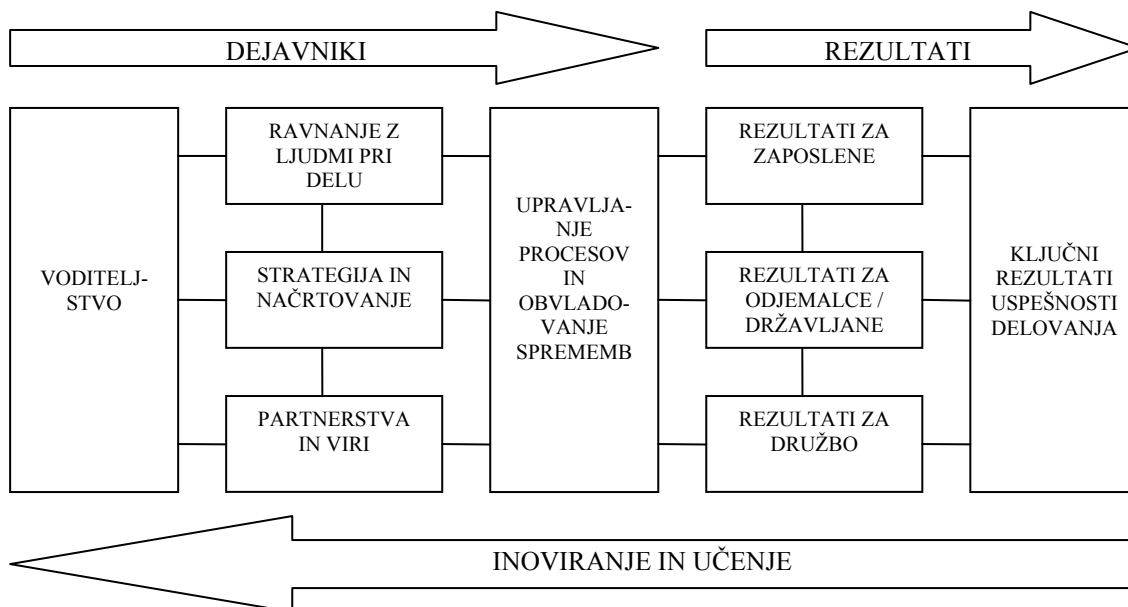 DEJAVNIKI
REZULTATI
VODITELJ-
STVO
RAVNANJE Z
LJUDMI PRI
DELU
STRATEGIJA IN
NAČRTOVANJE
PARTNERSTVA
IN VIRI
UPRAVLJA-
NJE
PROCESOV
IN
OBVLADO-
VANJE
SPREMEMB
REZULTATI ZA
ZAPOSLENE
REZULTATI ZA
ODJEMALCE /
DRŽAVLJANE
REZULTATI ZA
DRUŽBO
KLJUČNI
REZULTATI
USPEŠNOSTI
DELOVANJA
INOVIRANJE IN UČENJE